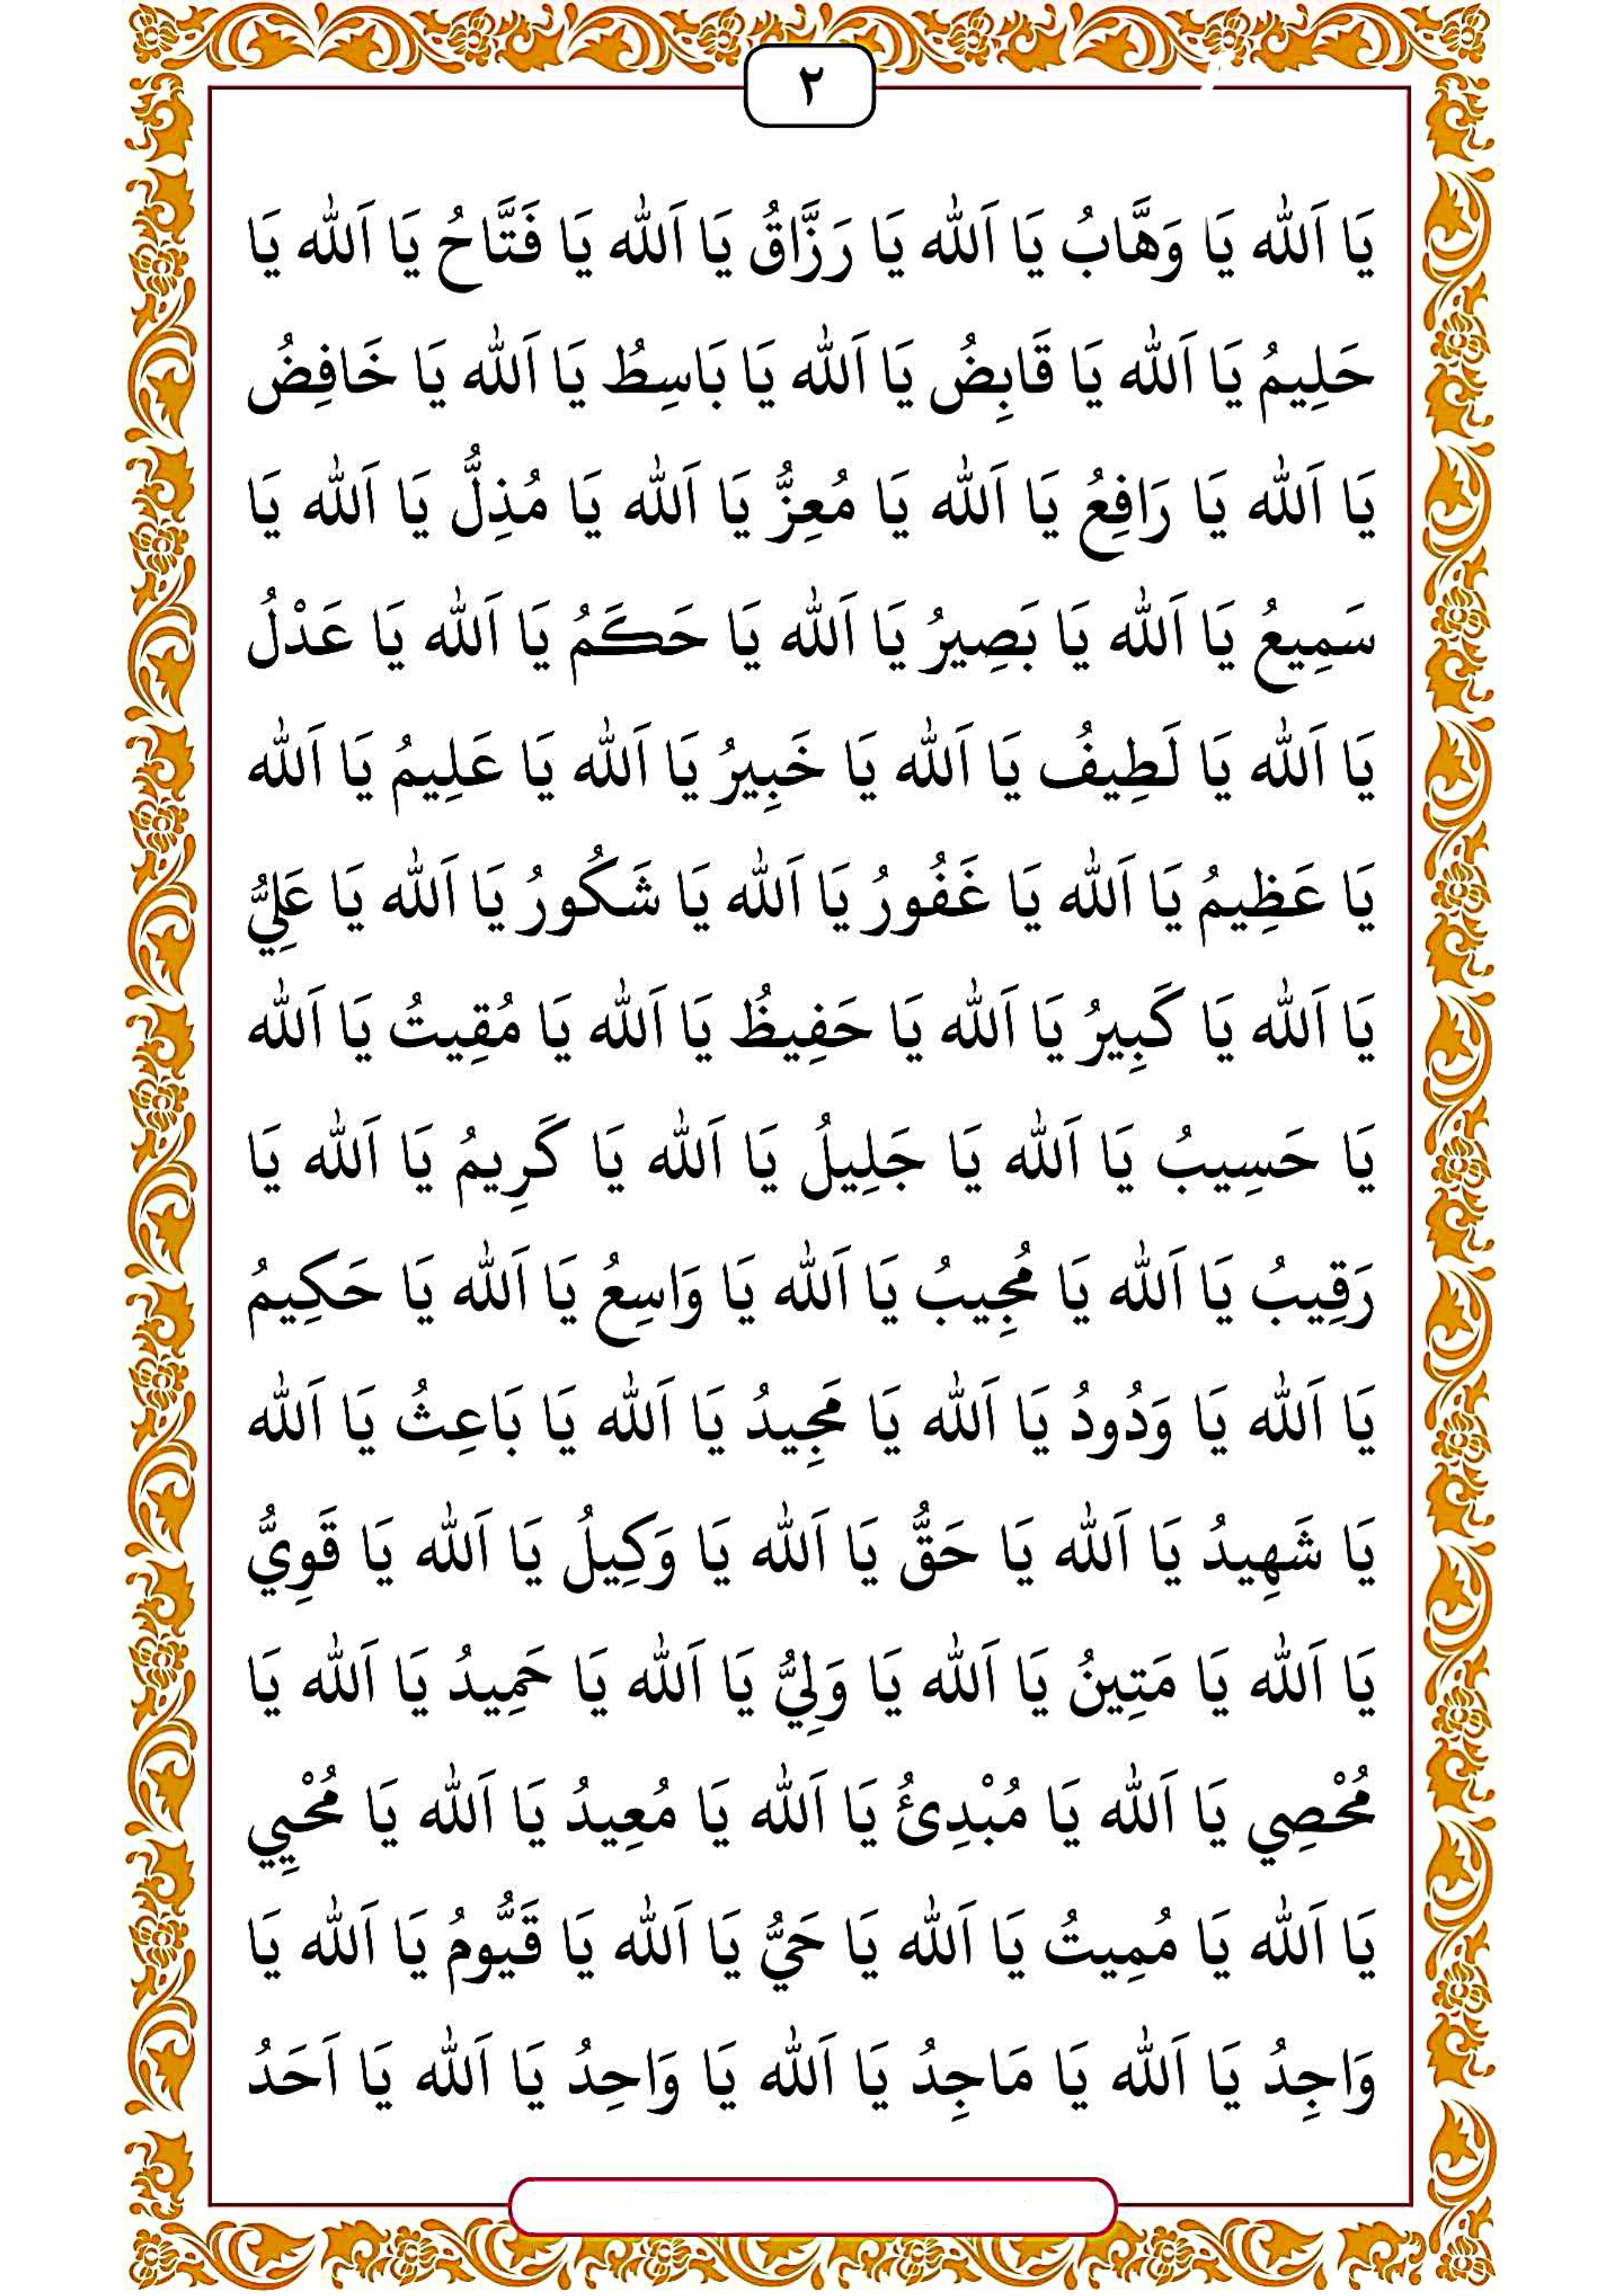 ٢
يَا اَللّٰه يَا وَهَّابُ يَا اَللّٰه يَا رَزَّاقُ يَا اَللّٰه يَا فَتَّاحُ يَا اَللّٰه يَا
حَلِيمُ يَا اَللّٰه يَا قَابِضُ يَا اَللّٰه يَا بَاسِطُ يَا اَللّٰه يَا خَافِضُ
يَا اَللّٰه يَا رَافِعُ يَا اَللّٰه يَا مُعِزُّ يَا اَللّٰه يَا مُذِلُّ يَا اَللّٰه يَا
سَمِيعُ يَا اَللّٰه يَا بَصِيرُ يَا اَللّٰه يَا حَكَمُ يَا اَللّٰه يَا عَدْلُ
يَا اَللّٰه يَا لَطِيفُ يَا اَللّٰه يَا خَبِيرُ يَا اَللّٰه يَا عَلِيمُ يَا اَللّٰه
يَا عَظِيمُ يَا اَللّٰه يَا غَفُورُ يَا اَللّٰه يَا شَكُورُ يَا اَللّٰه يَا عَلِيُّ
يَا اَللّٰه يَا كَبِيرُ يَا اَللّٰه يَا حَفِيظُ يَا اَللّٰه يَا مُقِيتُ يَا اَللّٰه
يَا حَسِيبُ يَا اَللّٰه يَا جَلِيلُ يَا اَللّٰه يَا كَرِيمُ يَا اَللّٰه يَا
رَقِيبُ يَا اَللّٰه يَا مُجِيبُ يَا اَللّٰه يَا وَاسِعُ يَا اَللّٰه يَا حَكِيمُ
يَا اَللّٰه يَا وَدُودُ يَا اَللّٰه يَا مَجِيدُ يَا اَللّٰه يَا بَاعِثُ يَا اَللّٰه
يَا شَهِيدُ يَا اَللّٰه يَا حَقُّ يَا اَللّٰه يَا وَكِيلُ يَا اَللّٰه يَا قَوِيُّ
يَا اَللّٰه يَا مَتِينُ يَا اَللّٰه يَا وَلِيُّ يَا اَللّٰه يَا حَمِيدُ يَا اَللّٰه يَا
مُحْصِي يَا اَللّٰه يَا مُبْدِئُ يَا اَللّٰه يَا مُعِيدُ يَا اَللّٰه يَا مُحْيِي
يَا اَللّٰه يَا مُمِيتُ يَا اَللّٰه يَا حَيُّ يَا اَللّٰه يَا قَيُّومُ يَا اَللّٰه يَا
وَاجِدُ يَا اَللّٰه يَا مَاجِدُ يَا اَللّٰه يَا وَاحِدُ يَا اَللّٰه يَا اَحَدُ